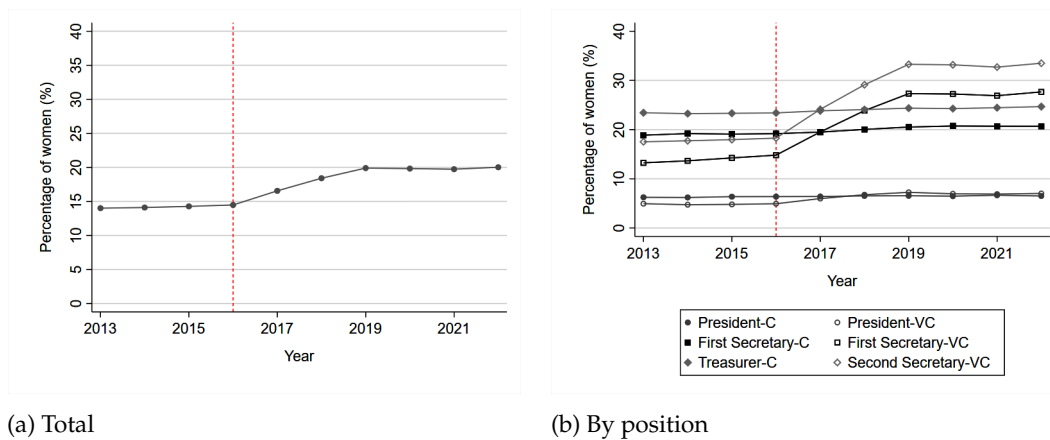 40
35
30
25
20
15
10
5
0
Percentage of women (%)
2013 2015 2017 2019 2021
Year
(a) Total
40
30
20
10
0
Percentage of women (%)
2013 2015 2017 2019 2021
Year
President-C President-VC
First Secretary-C First Secretary-VC
Treasurer-C Second Secretary-VC
(b) By position